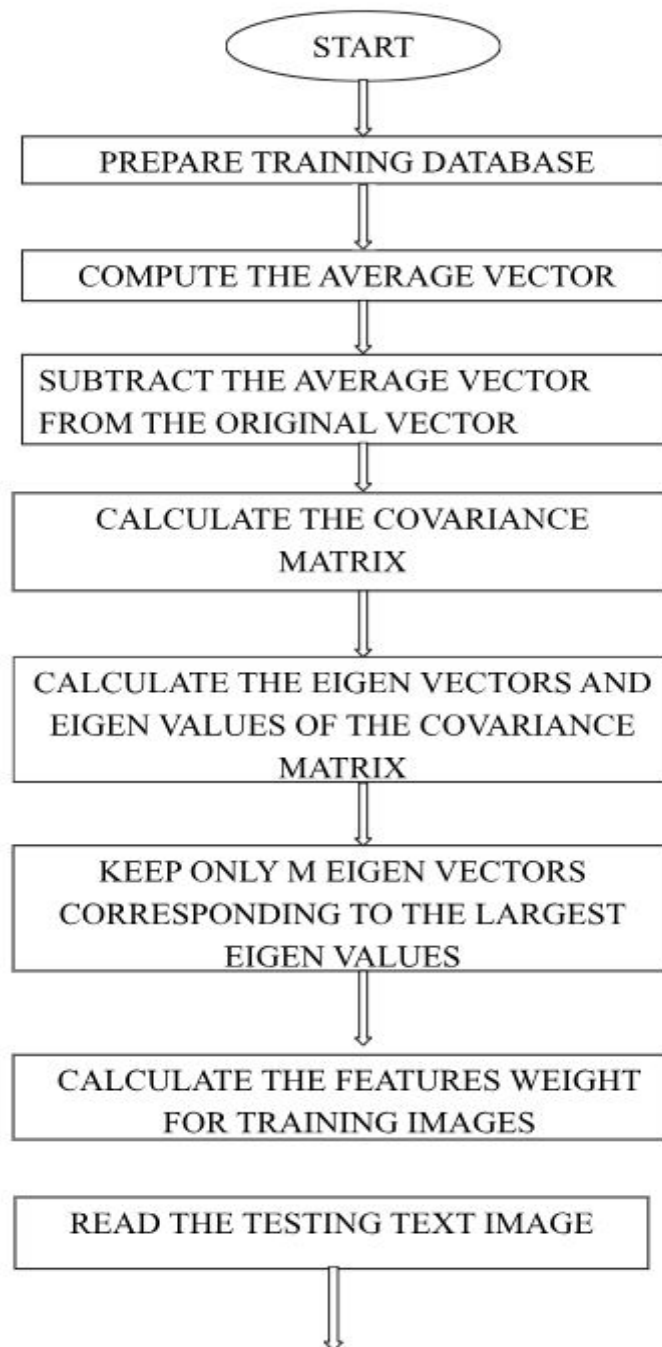 START
PREPARE TRAINING DATABASE
COMPUTE THE AVERAGE VECTOR
SUBTRACT THE AVERAGE VECTOR
FROM THE ORIGINAL VECTOR
CALCULATE THE COVARIANCE
MATRIX
CALCULATE THE EIGEN VECTORS AND
EIGEN VALUES OF THE COVARIANCE
MATRIX
KEEP ONLY M EIGEN VECTORS
CORRESPONDING TO THE LARGEST
EIGEN VALUES
CALCULATE THE FEATURES WEIGHT
FOR TRAINING IMAGES
READ THE TESTING TEXT IMAGE